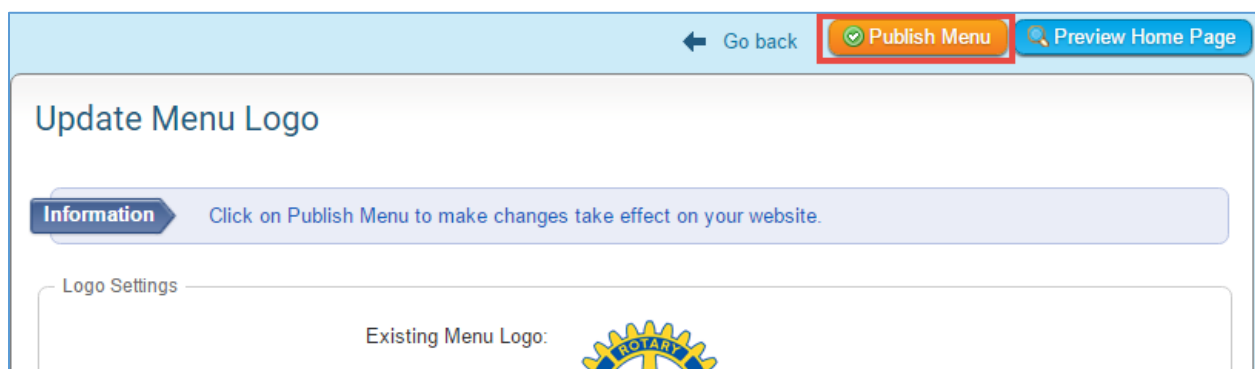 Go back Publish Menu Preview Home Page
Update Menu Logo
Information Click on Publish Menu to make changes take effect on your website.
Logo Settings
Existing Menu Logo:
ROTARY